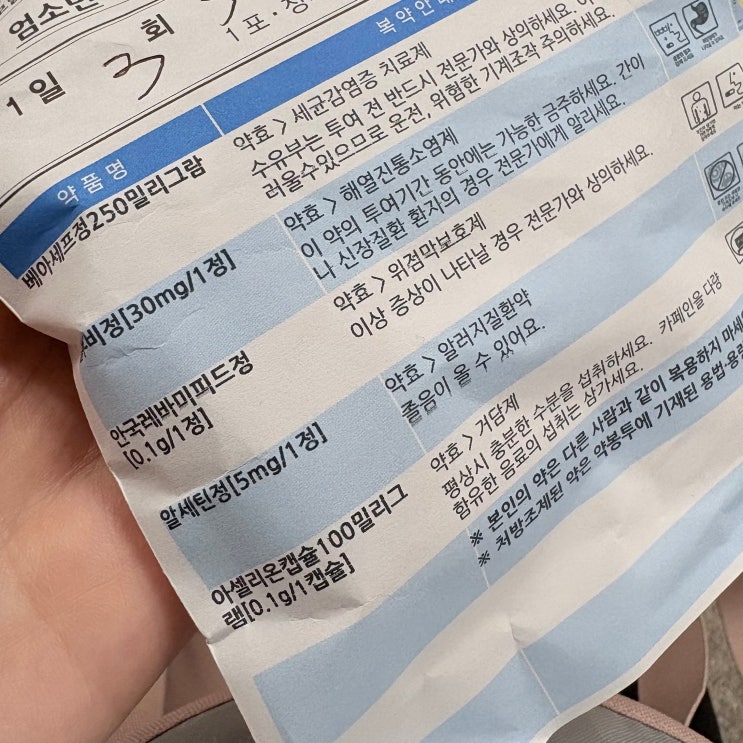 염소
1 일 3 회
1포·정
약 품 명
복약안내
베아세프정250밀리그람
약효 > 세균감염증 치료제
수유부는 투여 전 반드시 전문가와 상의하세요.
러울수있으므로 운전, 위험한 기계조작 주의하세요.
비정[30mg/1정]
약효 > 해열진통소염제
이 약의 투여기간 동안에는 가능한 금주하세요. 간이
나 신장질환 환자의 경우 전문가에게 알리세요.
안국레바미피드정
[0.1g/1정]
약효 > 위점막보호제
이상 증상이 나타날 경우 전문가와 상의하세요.
알세틴정[5mg/1정]
약효 > 알러지질환약
졸음이 올 수 있어요.
아셀리온캡슐100밀리그
램[0.1g/1캡슐]
약효 > 거담제
평상시 충분한 수분을 섭취하세요. 카페인을 다량
함유한 음료의 섭취는 삼가세요.
※ 본인의 약은 다른 사람과 같이 복용하지 마세
※ 처방조제된 약은 약봉투에 기재된 용법·용량